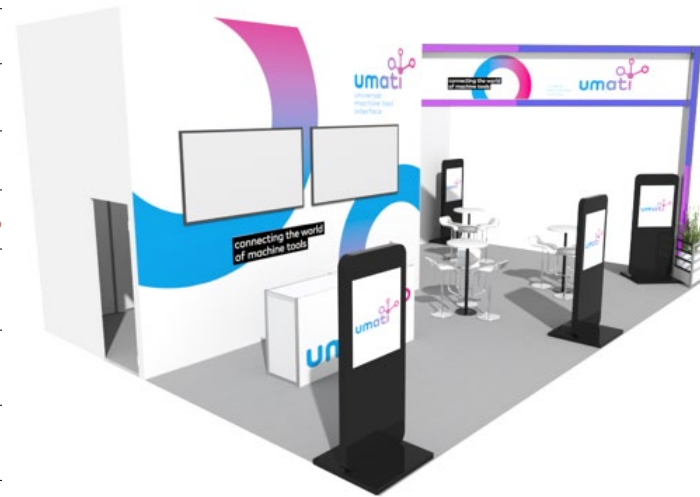 umati
universal
machine tool
interface
connecting the world
of machine tools
connecting the world
of machine tools
umati
umati
umati
umati
umati
um